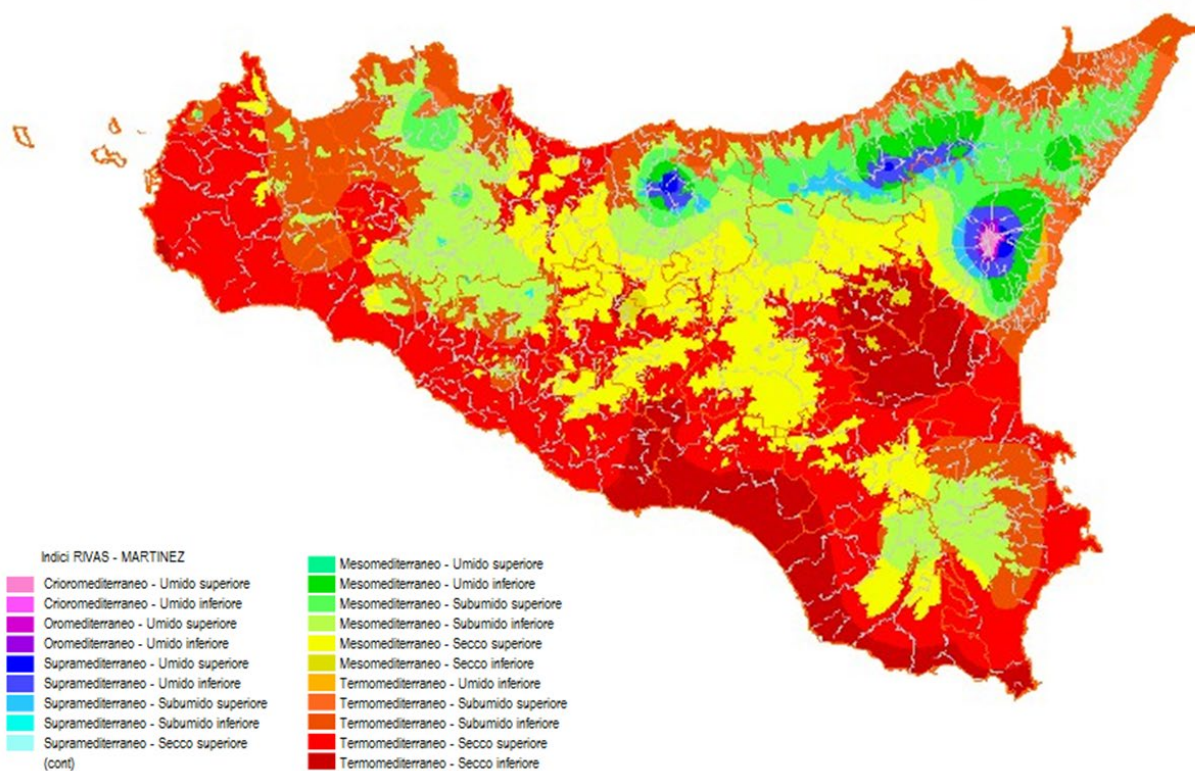 Indici RIVAS - MARTINEZ
Crioromediterraneo - Umido superiore
Crioromediterraneo - Umido inferiore
Oromediterraneo - Umido superiore
Oromediterraneo - Umido inferiore
Supramediterraneo - Umido superiore
Supramediterraneo - Umido inferiore
Supramediterraneo - Subumido superiore
Supramediterraneo - Subumido inferiore
Supramediterraneo - Secco superiore
(cont)
Mesomediterraneo - Umido superiore
Mesomediterraneo - Umido inferiore
Mesomediterraneo - Subumido superiore
Mesomediterraneo - Subumido inferiore
Mesomediterraneo - Secco superiore
Mesomediterraneo - Secco inferiore
Termomediterraneo - Umido inferiore
Termomediterraneo - Subumido superiore
Termomediterraneo - Subumido inferiore
Termomediterraneo - Secco superiore
Termomediterraneo - Secco inferiore